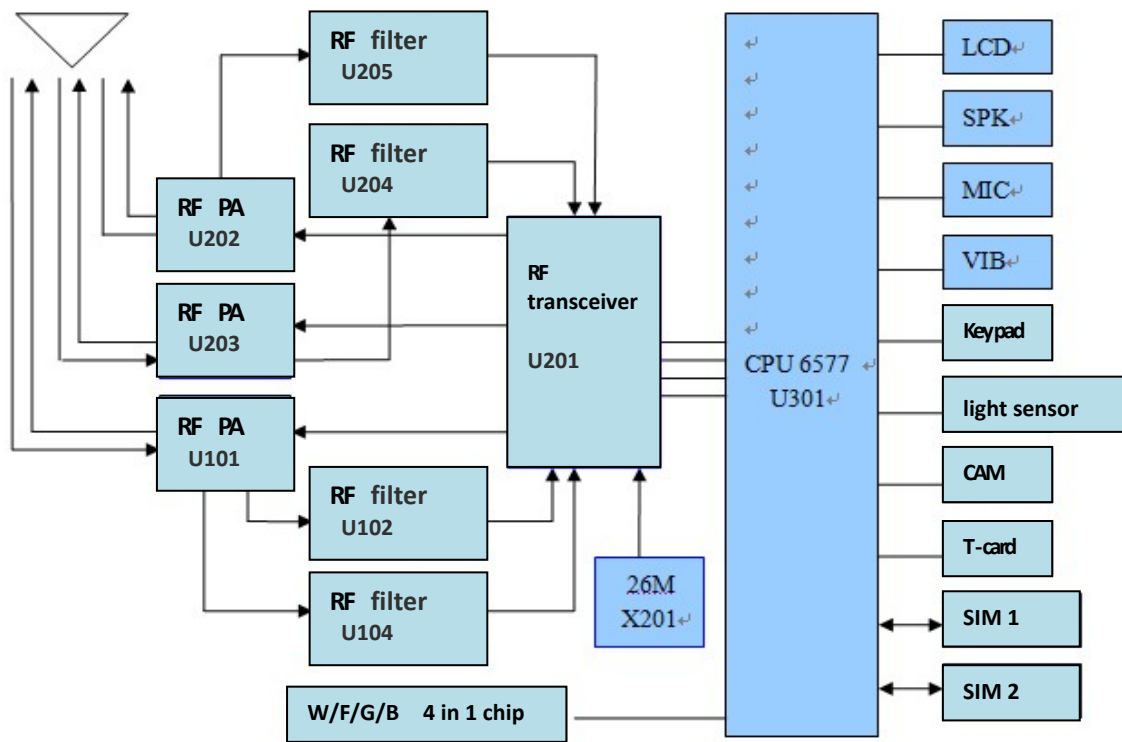 RF filter
U205
RF filter
U204
RF PA
U202
RF PA
U203
RF PA
U101
RF filter
U102
RF filter
U104
RF
transceiver
U201
26M
X201↵
W/F/G/B 4 in 1 chip
↵
↵
↵
↵
↵
↵
↵
↵
↵
CPU 6577 ↵
U301↵
LCD↵
SPK↵
MIC↵
VIB↵
Keypad
light sensor
CAM
T-card
SIM 1
SIM 2